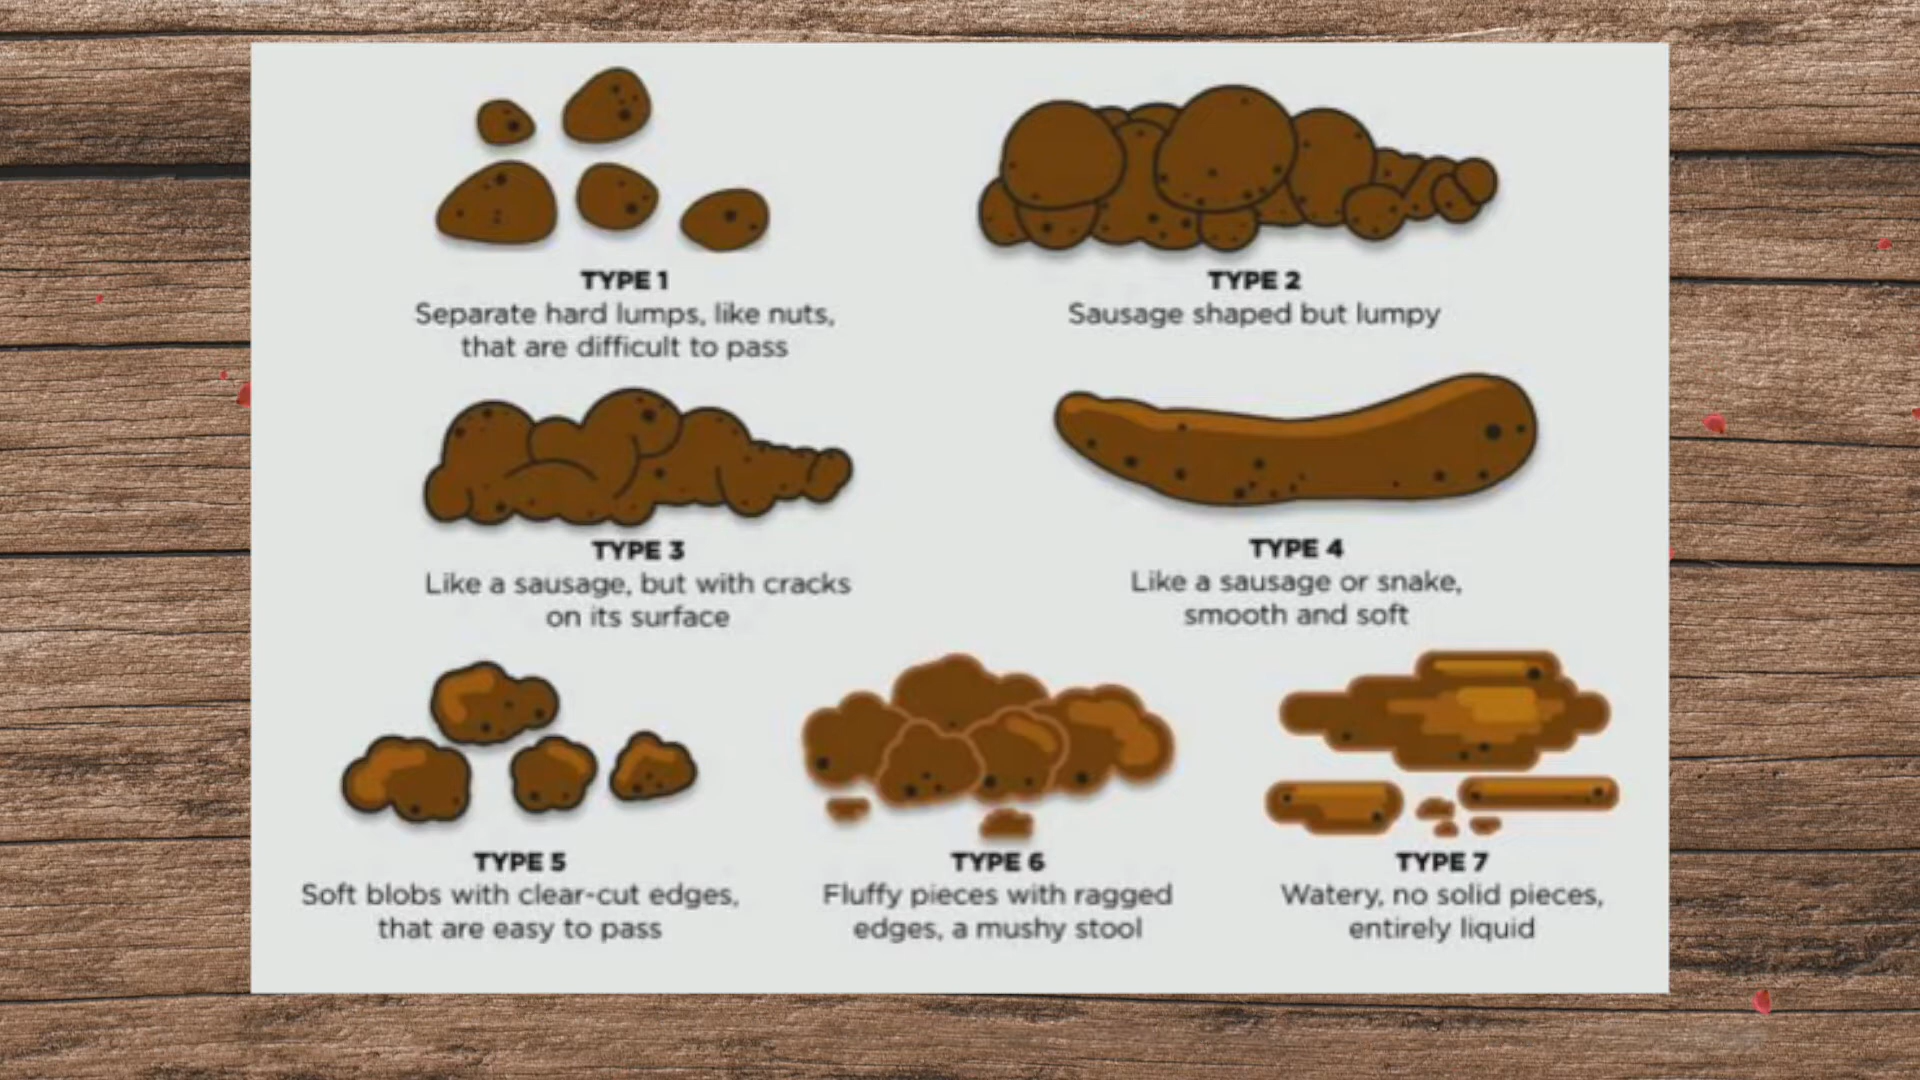 TYPE 1
Separate hard lumps, like nuts,
that are difficult to pass
TYPE 2
Sausage shaped but lumpy
TYPE 3
Like a sausage, but with cracks
on its surface
TYPE 4
Like a sausage or snake,
smooth and soft
TYPE 5
Soft blobs with clear-cut edges,
that are easy to pass
TYPE 6
Fluffy pieces with ragged
edges, a mushy stool
TYPE 7
Watery, no solid pieces,
entirely liquid